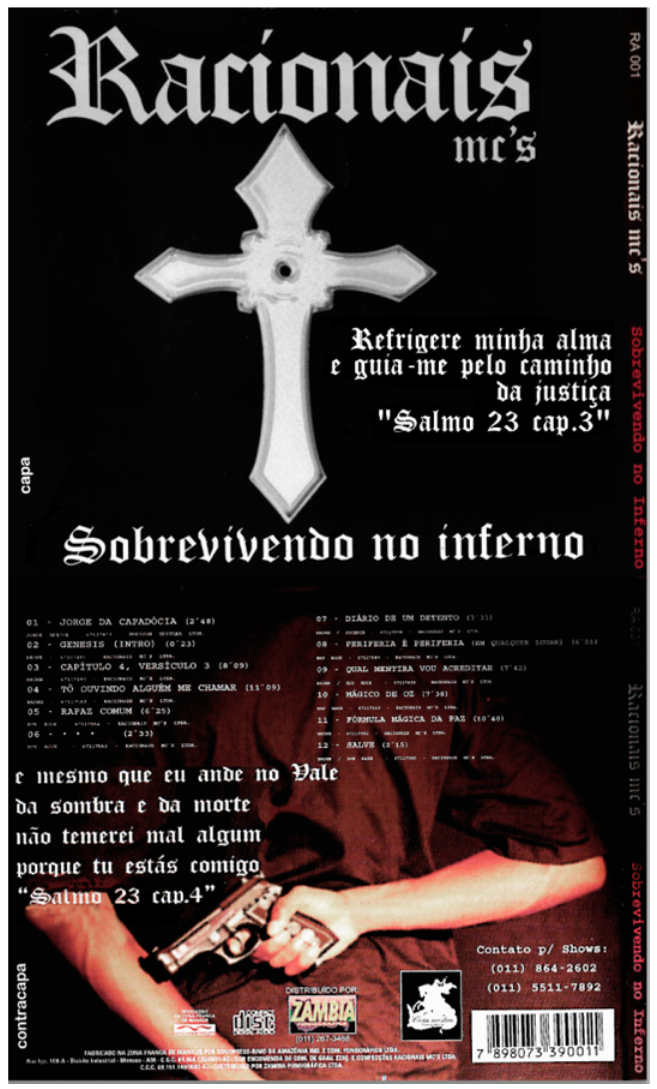 Racionais
mc's
Refrigere minha alma
e guia-me pelo caminho
da justiça
"Salmo 23 cap.3"
Sobrevivendo no inferno
capa
RA 001
Racionais mc's
Sobrevivendo no Inferno
01 - JORGE DA CAPADÓCIA (2'48)
02 - GENESIS (INTRO) (0'23)
03 - CAPÍTULO 4, VERSÍCULO 3 (8'09)
04 - TÔ OUVINDO ALGUÉM ME CHAMAR (11'09)
05 - RAPAZ COMUM (6'25)
06 - * * * (2'33)
07 - DIÁRIO DE UM DETENTO (7'31)
08 - PERIFERIA É PERIFERIA (EM QUALQUER LUGAR)
09 - QUAL MENTIRA VOU ACREDITAR (7'42)
10 - MÁGICO DE OZ (7'38)
11 - FÓRMULA MÁGICA DA PAZ (10'40)
12 - SALVE (2'15)
e mesmo que eu ande no Vale
da sombra e da morte
não temerei mal algum
porque tu estás comigo
"Salmo 23 cap.4"
contracapa
RA 001
Racionais mc's
Sobrevivendo no Inferno
Contato p/ Shows:
(011) 864-2602
(011) 5511-7892
COMPACT
disc
DISTRIBUÍDO POR:
ZAMBIA
(011) 267-3488
7 898073 390011